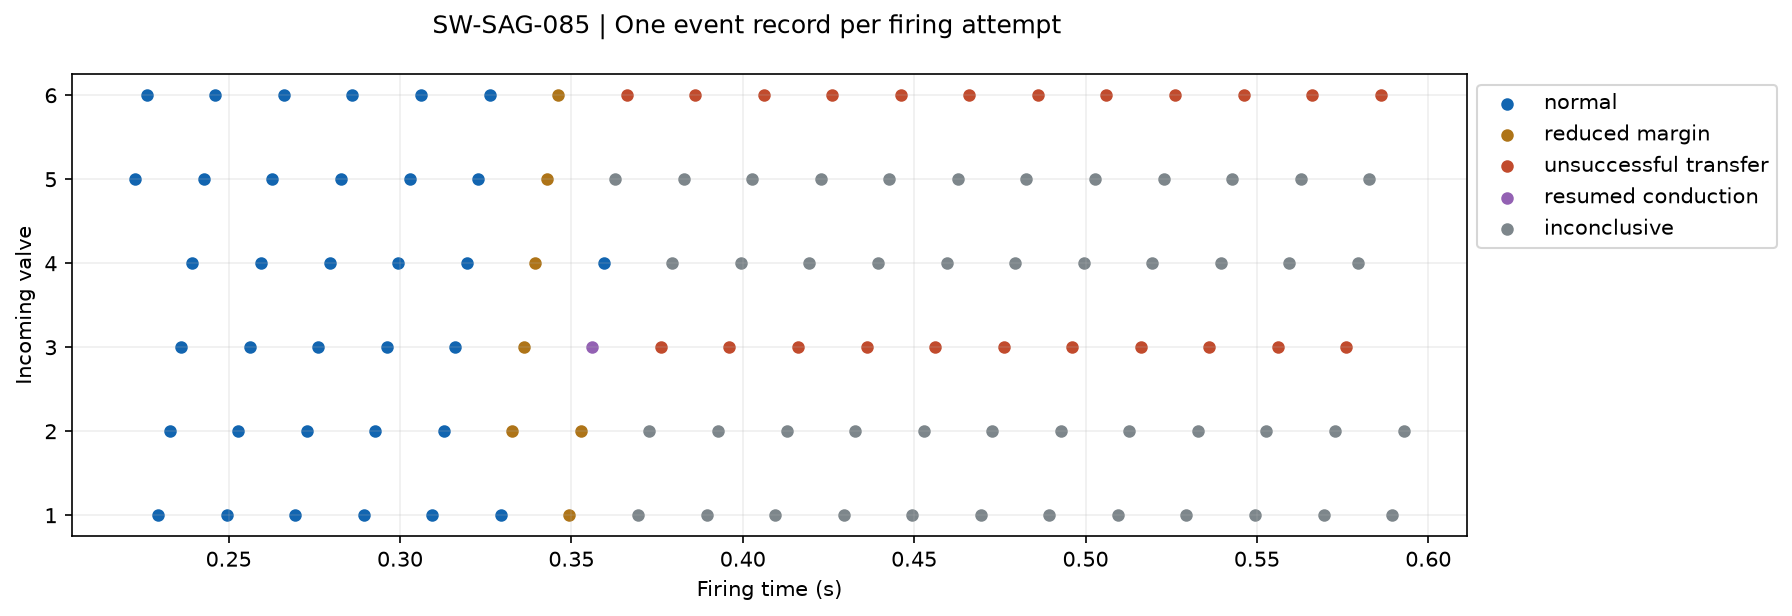 SW-SAG-085 | One event record per firing attempt
6
5
4
3
2
1
Incoming valve
0.25
0.30
0.35
0.40
0.45
0.50
0.55
0.60
Firing time (s)
normal
reduced margin
unsuccessful transfer
resumed conduction
inconclusive